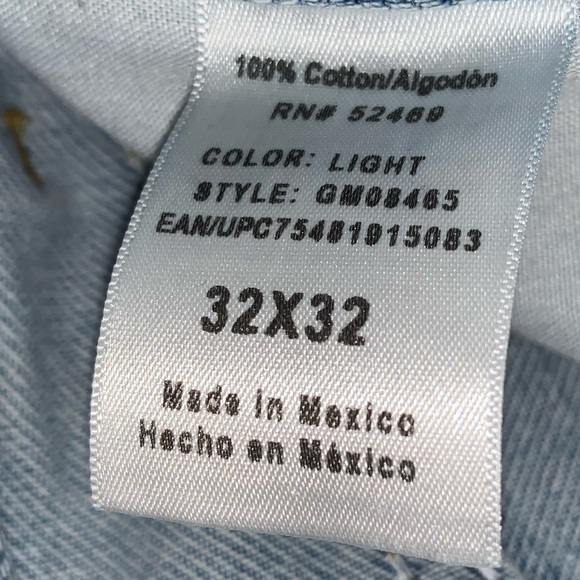 100% Cotton/Algodón
RN# 52469
COLOR: LIGHT
STYLE: GM08465
EAN/UPC75481915083
32X32
Made in Mexico
Hecho en México